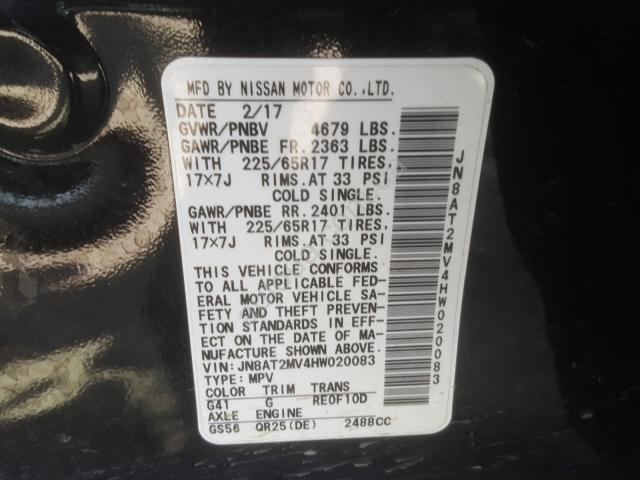 MFD BY NISSAN MOTOR CO.,LTD.
DATE 2/17
GVWR/PNBV 4679 LBS.
GAWR/PNBE FR. 2363 LBS.
WITH 225/65R17 TIRES.
17×7J RIMS.AT 33 PSI
COLD SINGLE.
GAWR/PNBE RR. 2401 LBS.
WITH 225/65R17 TIRES.
17×7J RIMS.AT 33 PSI
COLD SINGLE.
THIS VEHICLE CONFORMS
TO ALL APPLICABLE FED-
ERAL MOTOR VEHICLE SA-
FETY AND THEFT PREVEN-
TION STANDARDS IN EFF-
ECT ON THE DATE OF MA-
NUFACTURE SHOWN ABOVE.
VIN: JN8AT2MV4HW020083
TYPE: MPV
COLOR TRIM TRANS
G41 G RE0F10D
AXLE ENGINE
GS56 QR25(DE) 2488CC
JN8AT2MV4HW020083